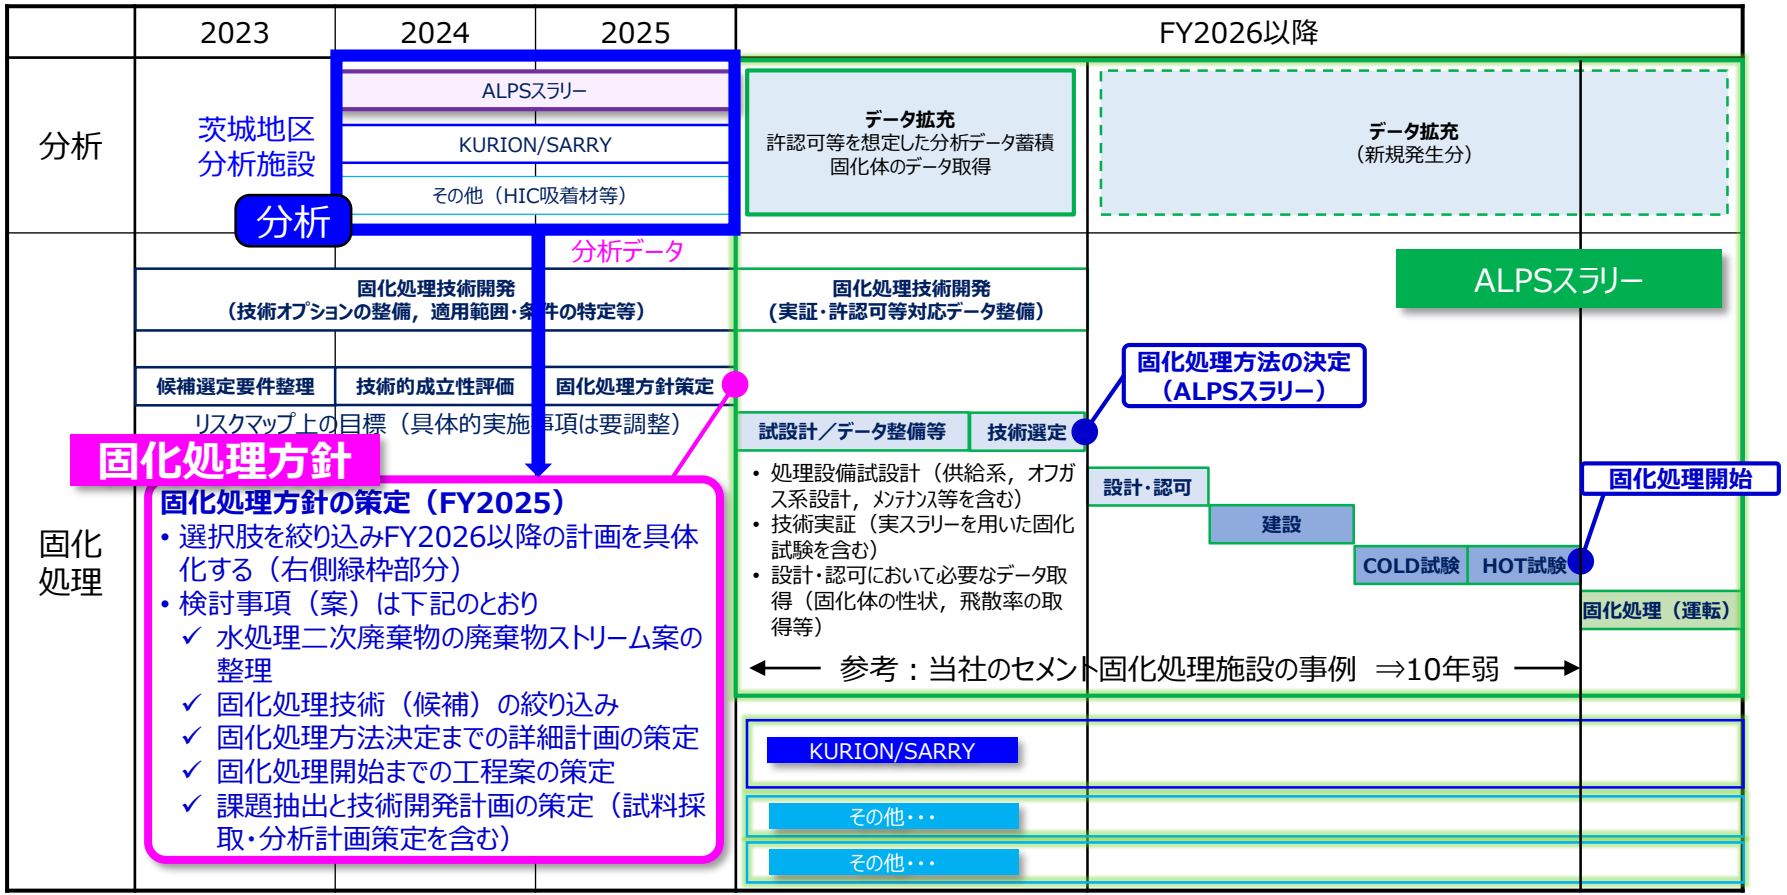 2023
2024
2025
FY2026以降
分析
茨城地区
分析施設
分析
ALPSスラリー
KURION/SARRY
その他（HIC吸着材等）
データ拡充
許認可等を想定した分析データ蓄積
固化体のデータ取得
データ拡充
（新規発生分）
分析データ
固化
処理
固化処理技術開発
（技術オプションの整備，適用範囲・条件の特定等）
固化処理技術開発
（実証・許認可等対応データ整備）
ALPSスラリー
候補選定要件整理
技術的成立性評価
固化処理方針策定
リスクマップ上の目標（具体的実施事項は要調整）
固化処理方法の決定
（ALPSスラリー）
試設計／データ整備等
技術選定
固化処理方針
固化処理方針の策定（FY2025）
• 選択肢を絞り込みFY2026以降の計画を具体
化する（右側緑枠部分）
• 検討事項（案）は下記のとおり
✓ 水処理二次廃棄物の廃棄物ストリーム案の
整理
✓ 固化処理技術（候補）の絞り込み
✓ 固化処理方法決定までの詳細計画の策定
✓ 固化処理開始までの工程案の策定
✓ 課題抽出と技術開発計画の策定（試料採
取・分析計画策定を含む）
• 処理設備試設計（供給系，オフガ
ス系設計，メンテナンス等を含む）
• 技術実証（実スラリーを用いた固化
試験を含む）
• 設計・認可において必要なデータ取
得（固化体の性状，飛散率の取
得等）
設計・認可
建設
COLD試験
HOT試験
固化処理開始
固化処理（運転）
参考：当社のセメント固化処理施設の事例 ⇒10年弱
KURION/SARRY
その他・・・
その他・・・